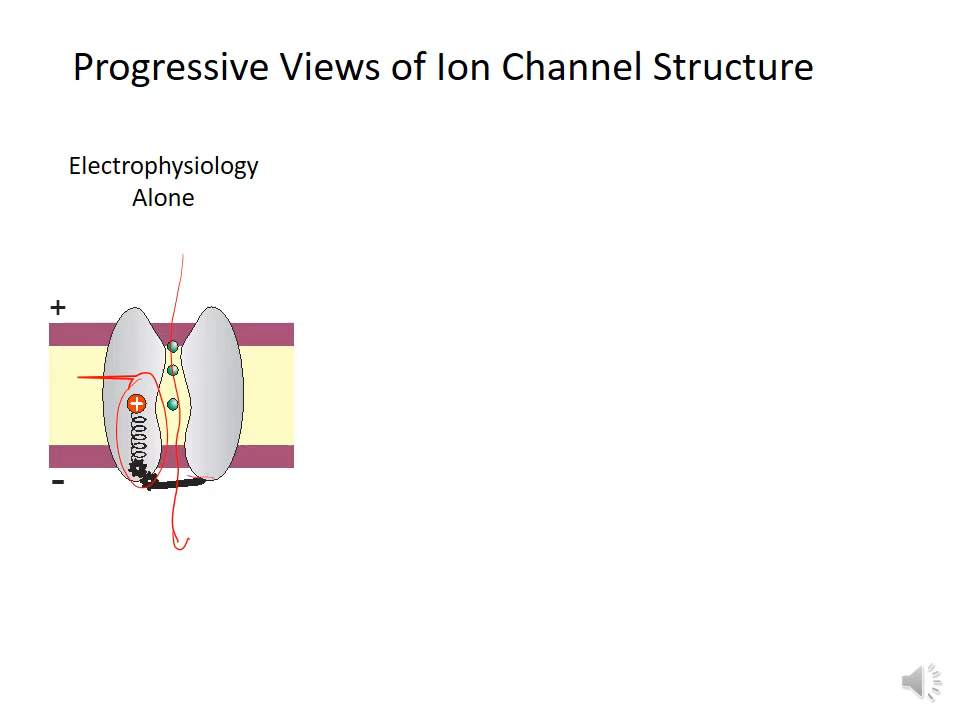 Progressive Views of Ion Channel Structure
Electrophysiology
Alone
+
+
-